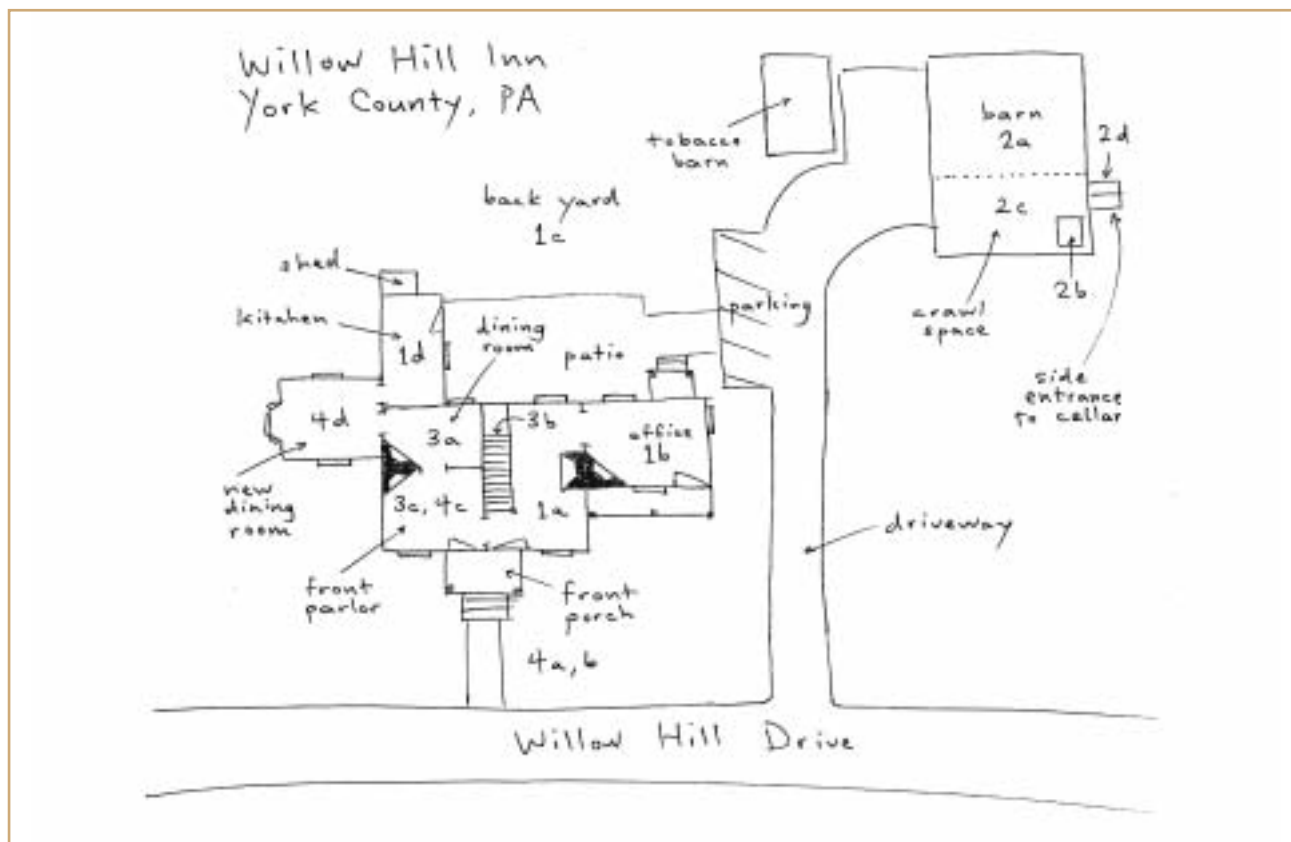 Willow Hill Inn
York County, PA
tobacco
barn
barn
2a
2d
2c
2b
crawl
space
side
entrance
to cellar
back yard
1c
shed
kitchen
1d
dining
room
patio
parking
4d
3a
3b
office
1b
new
dining
room
3c, 4c
1a
driveway
front
parlor
front
porch
4a, b
Willow Hill Drive